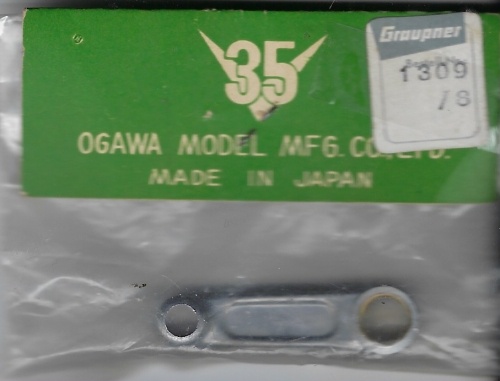 35
Graupner
1309
/8
OGAWA MODEL MFG. CO., LTD.
MADE IN JAPAN